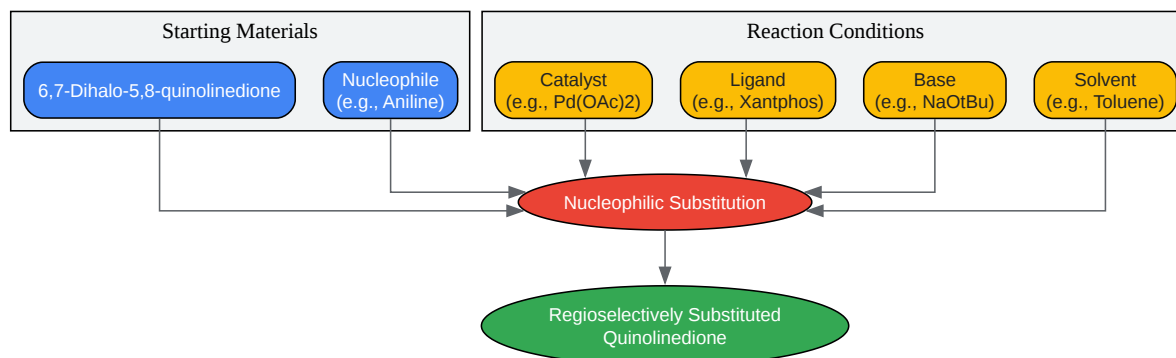 Starting Materials
Reaction Conditions
6,7-Dihalo-5,8-quinolinedione
Nucleophile
(e.g., Aniline)
Catalyst
(e.g., Pd(OAc)2)
Ligand
(e.g., Xantphos)
Base
(e.g., NaOtBu)
Solvent
(e.g., Toluene)
Nucleophilic Substitution
Regioselectively Substituted
Quinolinedione